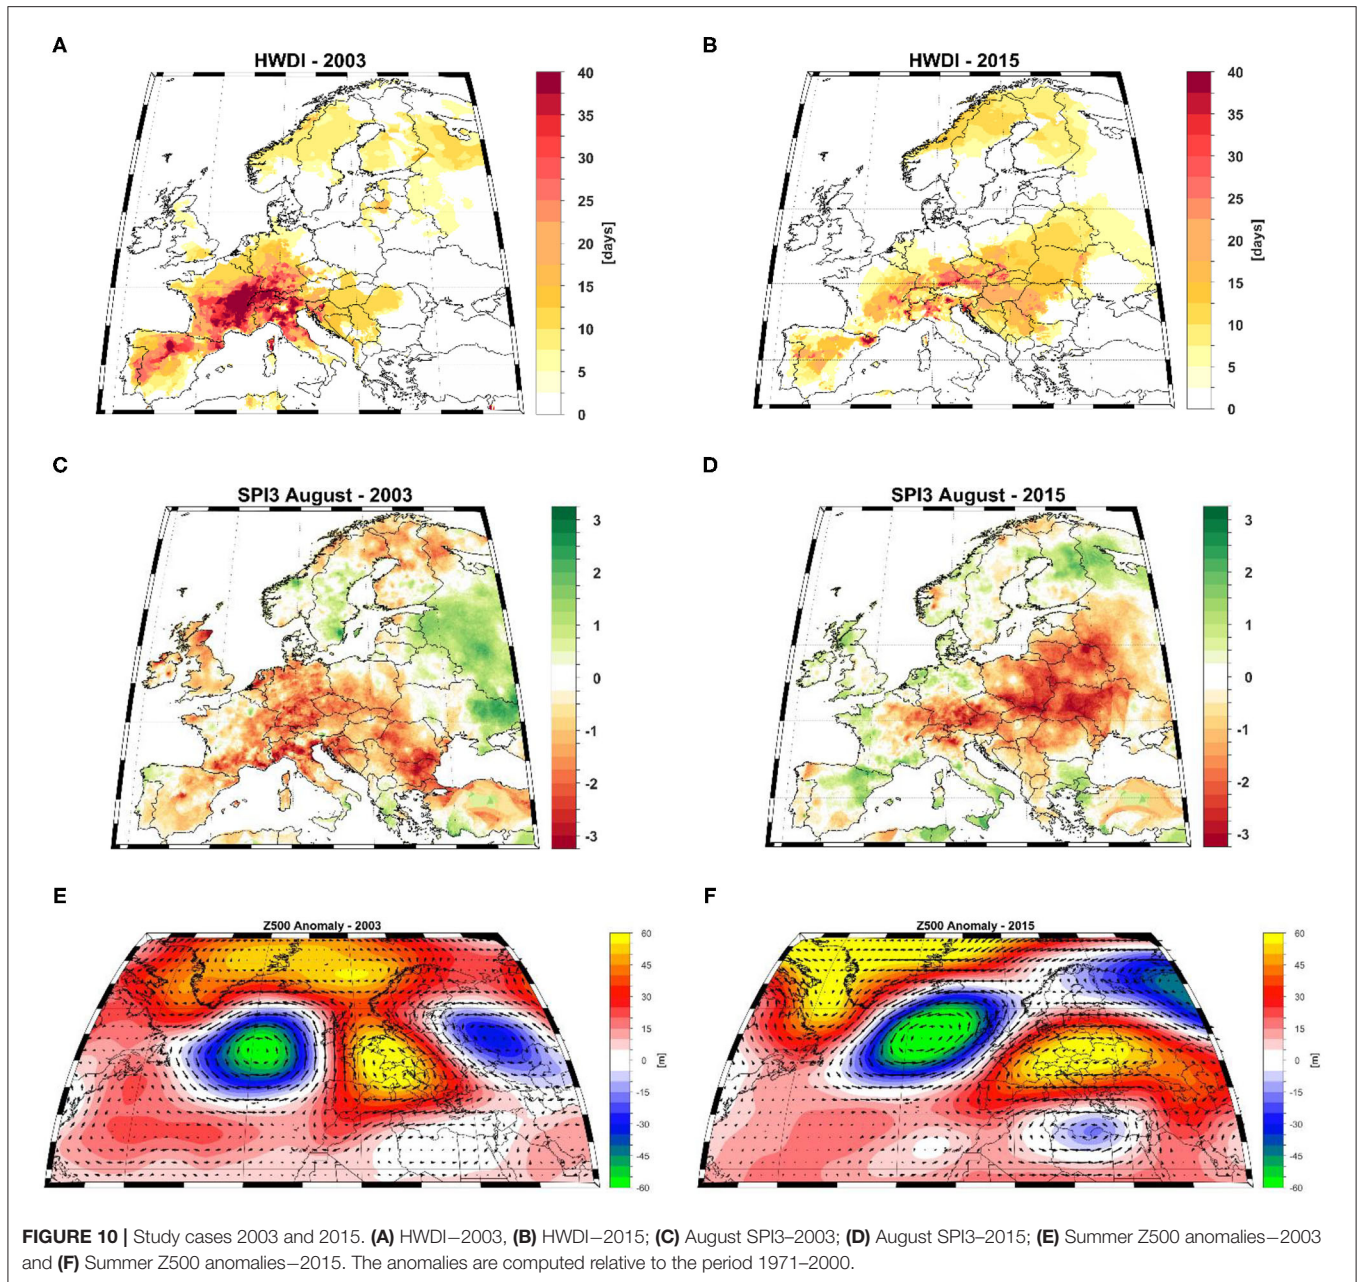 A
HWDI - 2003
40
35
30
25
20
15
10
5
0
[days]
B
HWDI - 2015
40
35
30
25
20
15
10
5
0
[days]
C
SPI3 August - 2003
3
2
1
0
-1
-2
-3
D
SPI3 August - 2015
3
2
1
0
-1
-2
-3
E
Z500 Anomaly - 2003
60
45
30
15
0
-15
-30
-45
-60
[m]
F
Z500 Anomaly - 2015
60
45
30
15
0
-15
-30
-45
-60
[m]
FIGURE 10 | Study cases 2003 and 2015. (A) HWDI−2003, (B) HWDI−2015; (C) August SPI3–2003; (D) August SPI3–2015; (E) Summer Z500 anomalies−2003
and (F) Summer Z500 anomalies−2015. The anomalies are computed relative to the period 1971–2000.